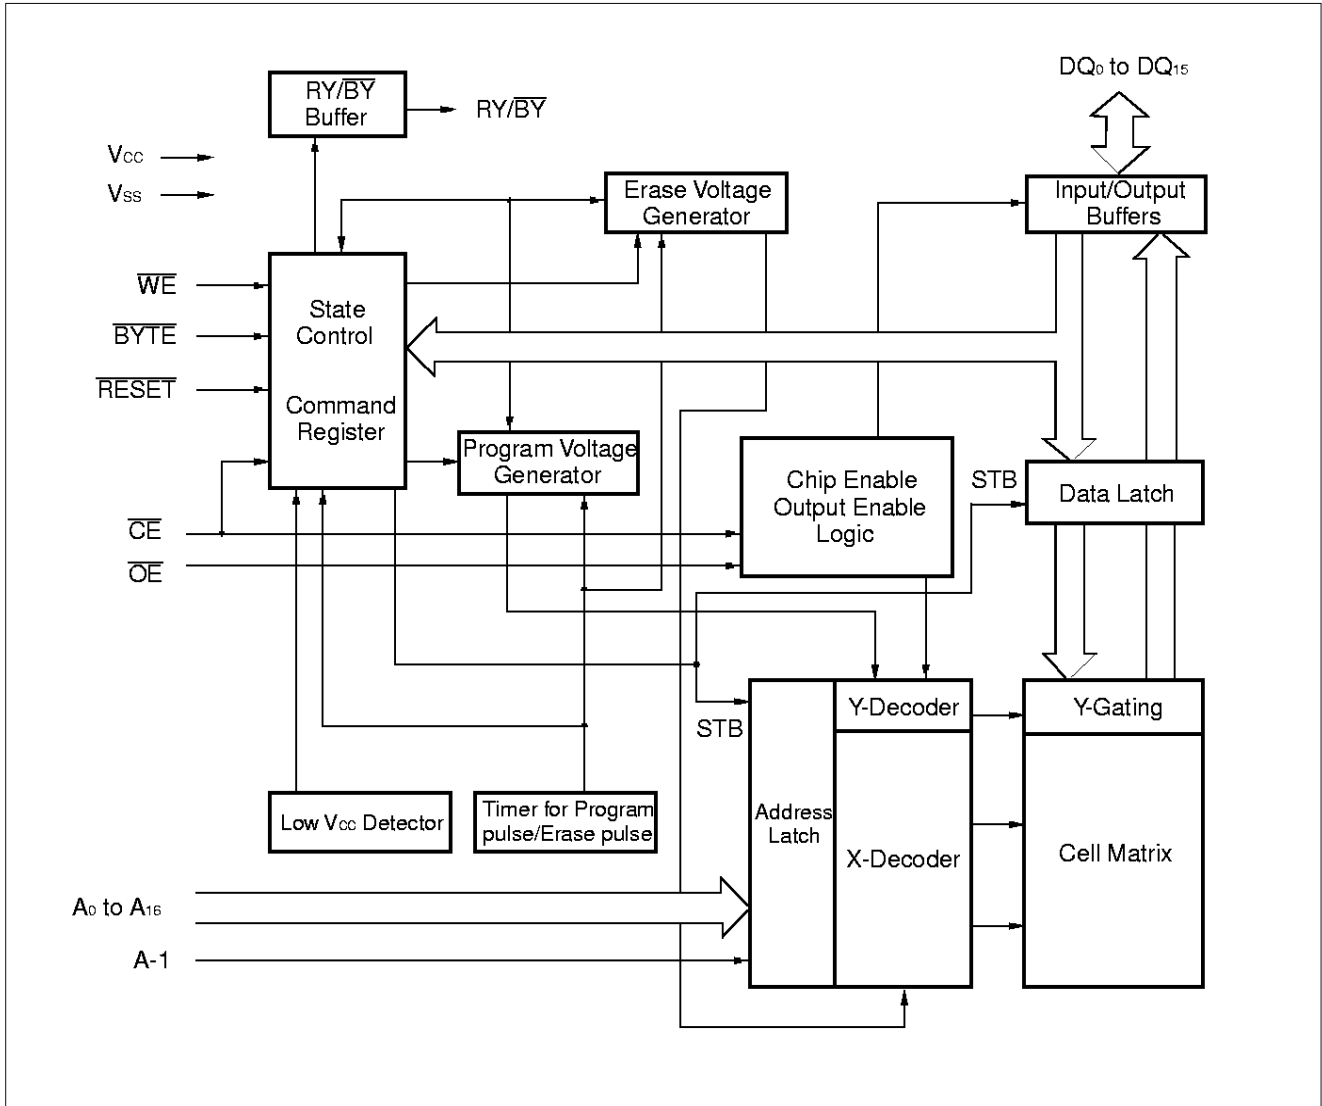 RY/BY
Buffer
RY/BY
DQ0 to DQ15
VCC
VSS
Erase Voltage
Generator
Input/Output
Buffers
WE
BYTE
RESET
State
Control
Command
Register
Program Voltage
Generator
Chip Enable
Output Enable
Logic
STB
Data Latch
CE
OE
STB
Y-Decoder
Y-Gating
Address
Latch
X-Decoder
Cell Matrix
Low VCC Detector
Timer for Program
pulse/Erase pulse
A0 to A16
A-1